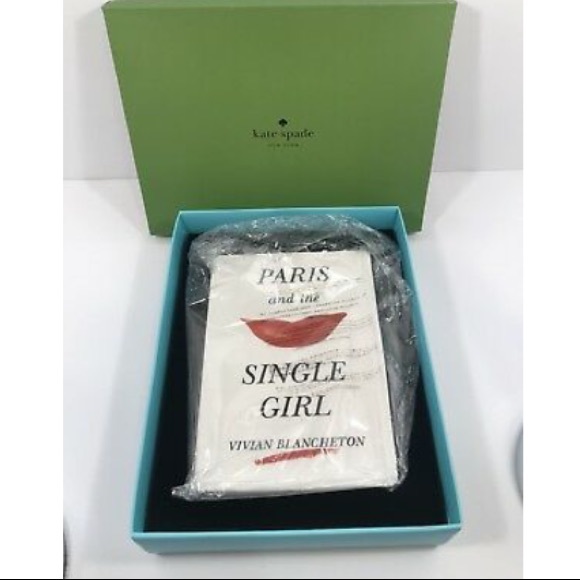 kate spade
NEW YORK
PARIS
and the
SINGLE
GIRL
VIVIAN BLANCHETON